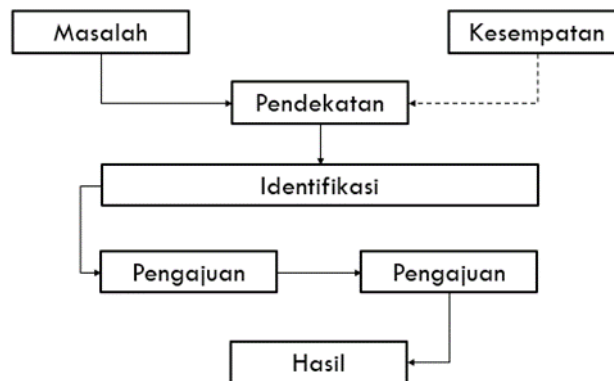 Masalah
Kesempatan
Pendekatan
Identifikasi
Pengajuan
Pengajuan
Hasil